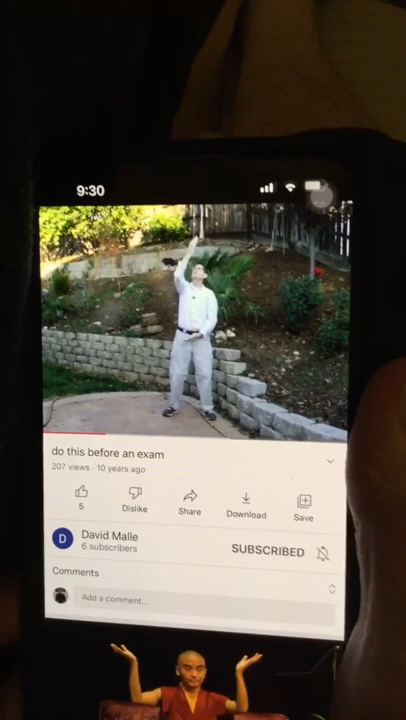 9:30
do this before an exam
207 views · 10 years ago
5
Dislike
Share
Download
Save
D
David Malle
6 subscribers
SUBSCRIBED
Comments
Add a comment...